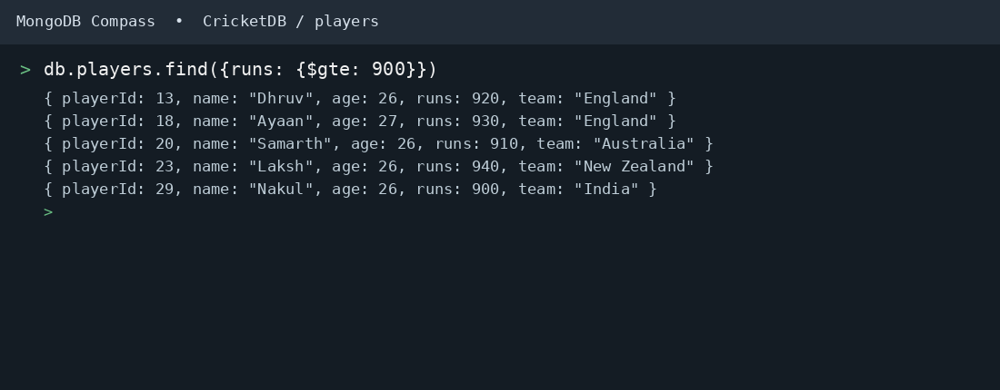 MongoDB Compass • CricketDB / players
> db.players.find({runs: {$gte: 900}})
{ playerId: 13, name: "Dhruv", age: 26, runs: 920, team: "England" }
{ playerId: 18, name: "Ayaan", age: 27, runs: 930, team: "England" }
{ playerId: 20, name: "Samarth", age: 26, runs: 910, team: "Australia" }
{ playerId: 23, name: "Laksh", age: 26, runs: 940, team: "New Zealand" }
{ playerId: 29, name: "Nakul", age: 26, runs: 900, team: "India" }
>